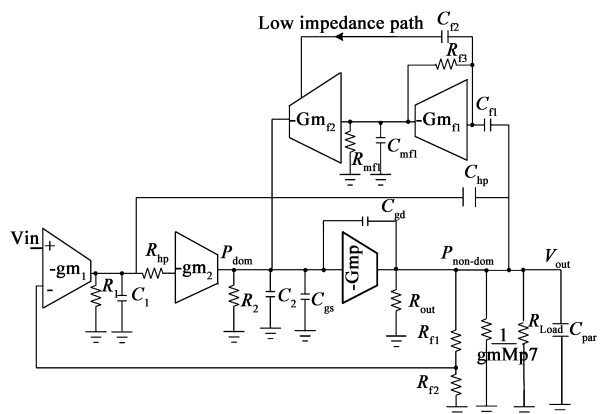 Low impedance path
C_f2
R_f3
-Gm_f2
-Gm_f1
C_f1
R_mf1
C_mf1
C_hp
C_gd
Vin
+
-
-gm_1
R_1
C_1
R_hp
-gm_2
P_dom
R_2
C_2
C_gs
-Gmp
R_out
P_non-dom
V_out
R_f1
R_f2
1
gmMp7
R_Load
C_par